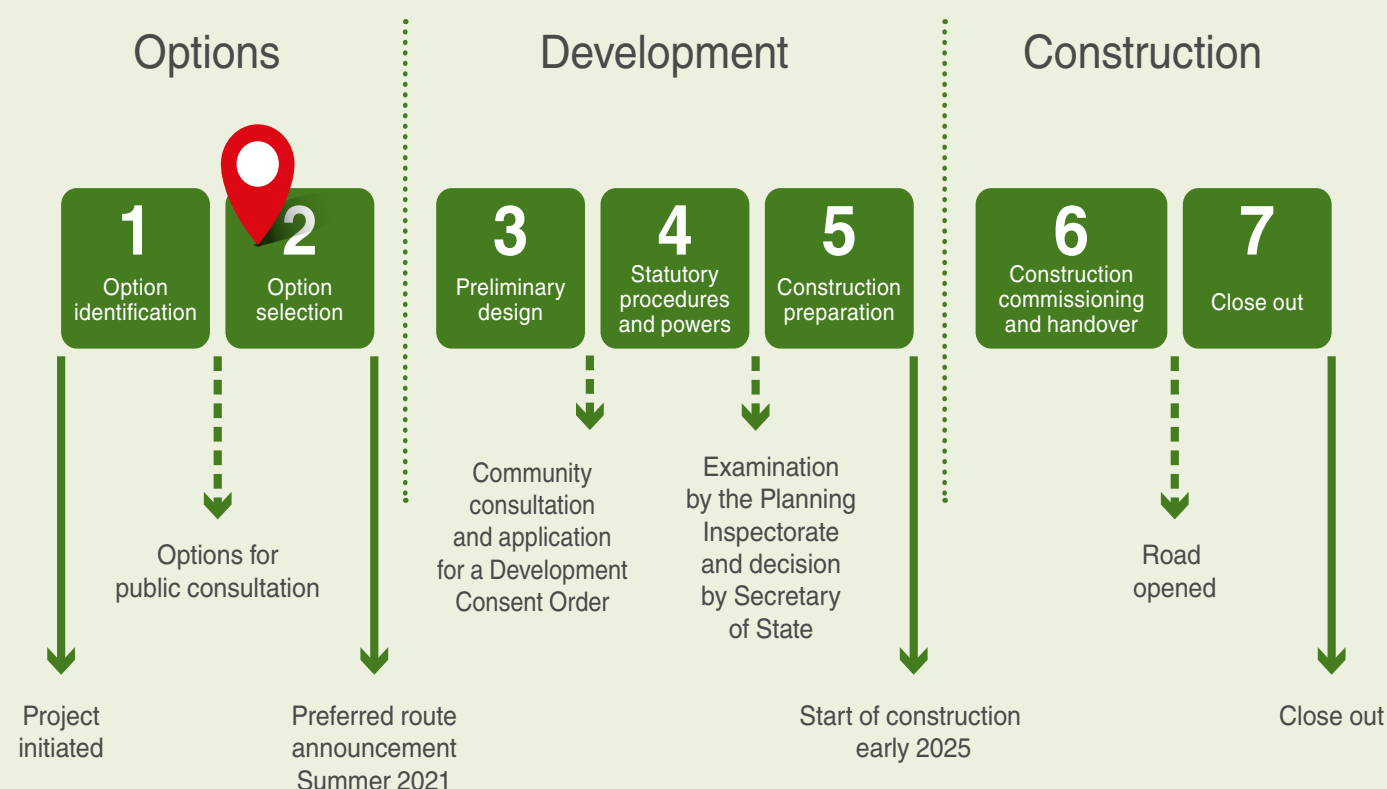 Options
Development
Construction
1
Option
identification
2
Option
selection
3
Preliminary
design
4
Statutory
procedures
and powers
5
Construction
preparation
6
Construction
commissioning
and handover
7
Close out
Options for
public consultation
Community
consultation
and application
for a Development
Consent Order
Examination
by the Planning
Inspectorate
and decision
by Secretary
of State
Road
opened
Project
initiated
Preferred route
announcement
Summer 2021
Start of construction
early 2025
Close out